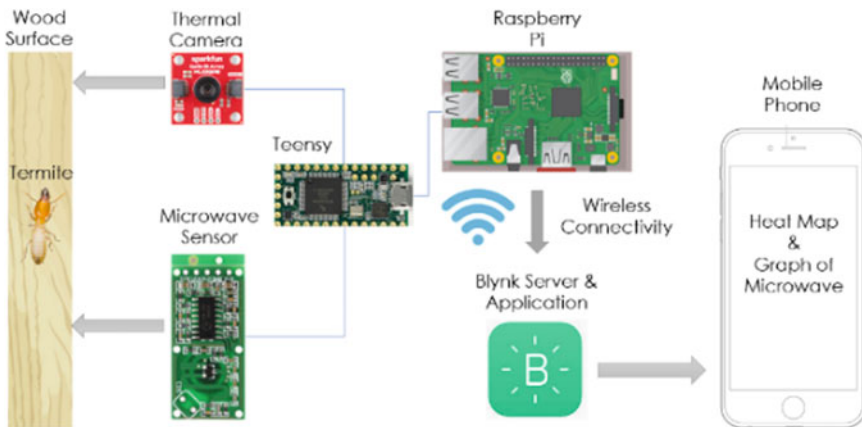 Wood
Surface
Thermal
Camera
Raspberry
Pi
Mobile
Phone
sparkfun
Teensy
Termite
Microwave
Sensor
Wireless
Connectivity
Heat Map
&
Graph of
Microwave
Blynk Server &
Application
B